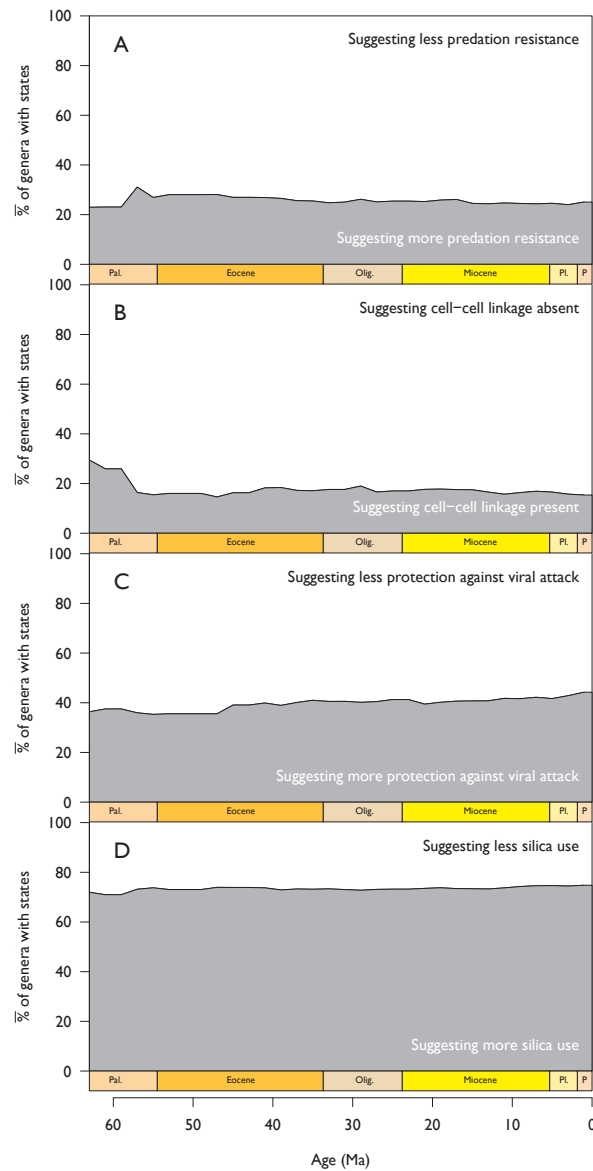 A
Suggesting less predation resistance
100
80
60
40
20
0
% of genera with states
Suggesting more predation resistance
Pal. Eocene Olig. Miocene Pl. P
B
Suggesting cell−cell linkage absent
100
80
60
40
20
0
% of genera with states
Suggesting cell−cell linkage present
Pal. Eocene Olig. Miocene Pl. P
C
Suggesting less protection against viral attack
100
80
60
40
20
0
% of genera with states
Suggesting more protection against viral attack
Pal. Eocene Olig. Miocene Pl. P
D
Suggesting less silica use
100
80
60
40
20
0
% of genera with states
Suggesting more silica use
Pal. Eocene Olig. Miocene Pl. P
60 50 40 30 20 10 0
Age (Ma)